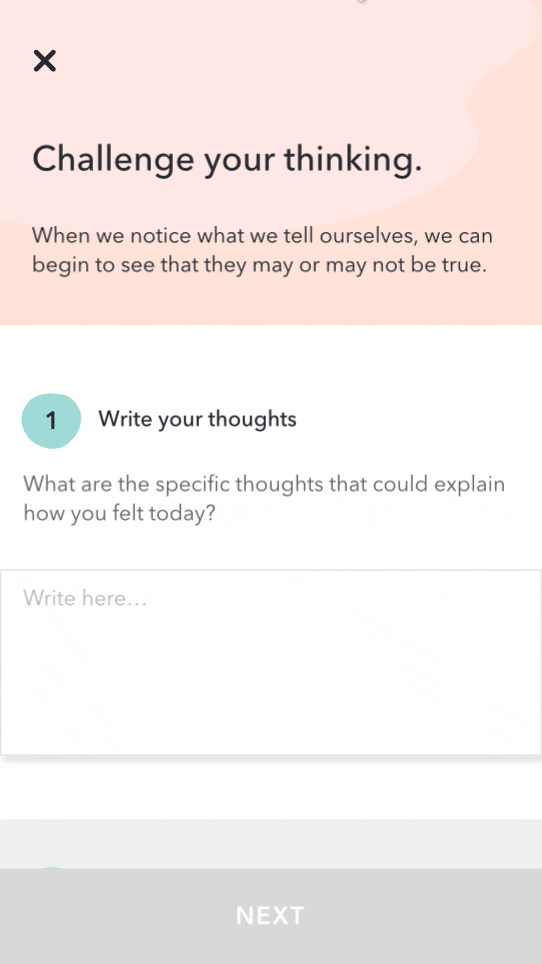 Challenge your thinking.
When we notice what we tell ourselves, we can
begin to see that they may or may not be true.
1
Write your thoughts
What are the specific thoughts that could explain
how you felt today?
Write here...
NEXT